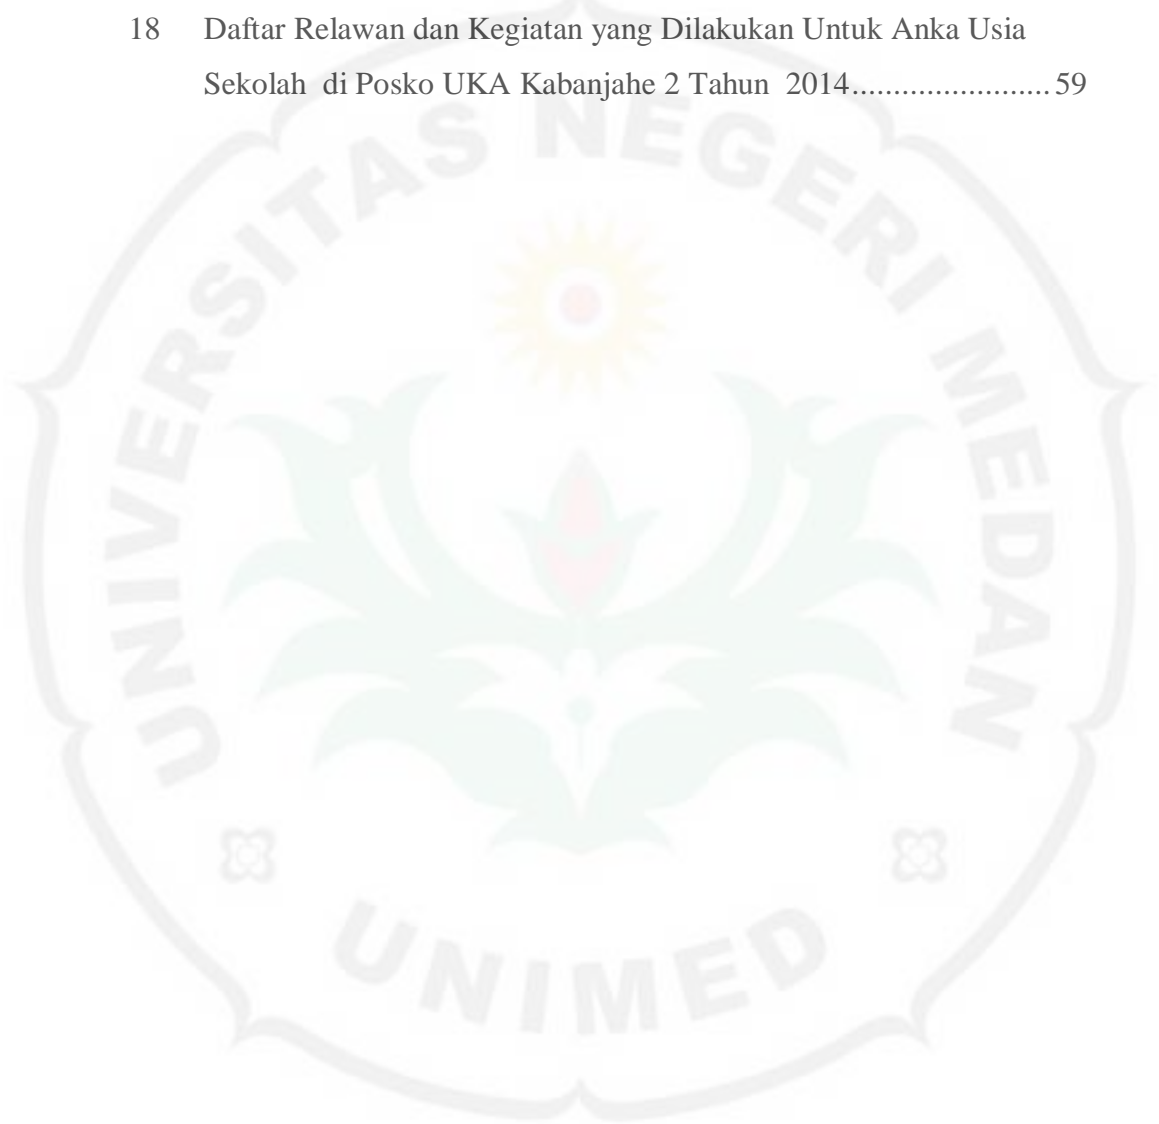 18 Daftar Relawan dan Kegiatan yang Dilakukan Untuk Anka Usia
Sekolah di Posko UKA Kabanjahe 2 Tahun 2014........................ 59
UNIVERSITAS NEGERI MEDAN
UNIMED